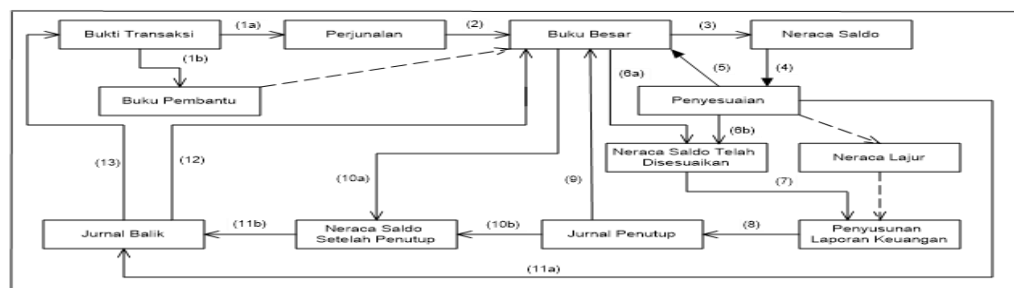 (1a)
(2)
(3)
Bukti Transaksi
Perjunalan
Buku Besar
Neraca Saldo
(1b)
(6a)
(5)
(4)
Buku Pembantu
Penyesuaian
(6b)
(13)
(12)
Neraca Saldo Telah
Disesuaikan
Neraca Lajur
(10a)
(9)
(7)
(11b)
(10b)
(8)
Jurnal Balik
Neraca Saldo
Setelah Penutup
Jurnal Penutup
Penyusunan
Laporan Keuangan
(11a)